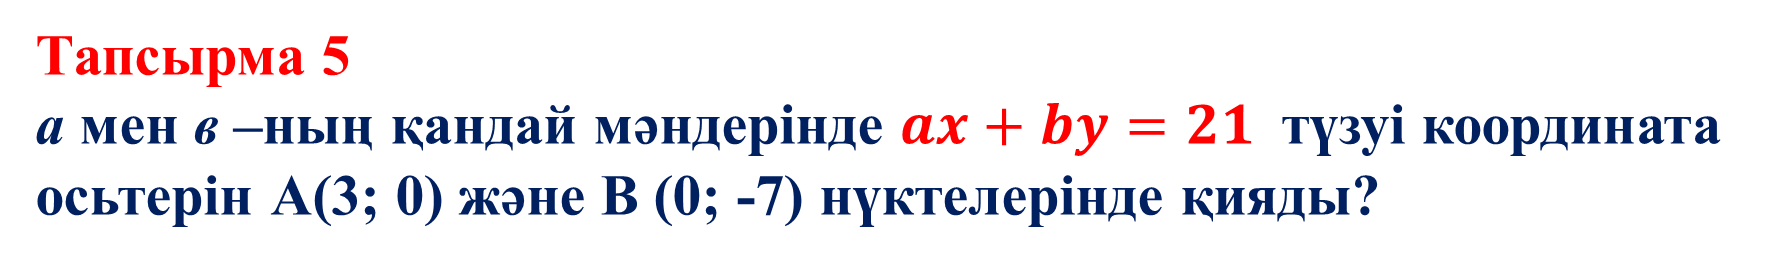 Тапсырма 5
а мен в –ның қандай мәндерінде ax + by = 21 түзуі координата
осьтерін А(3; 0) және В (0; -7) нүктелерінде қияды?